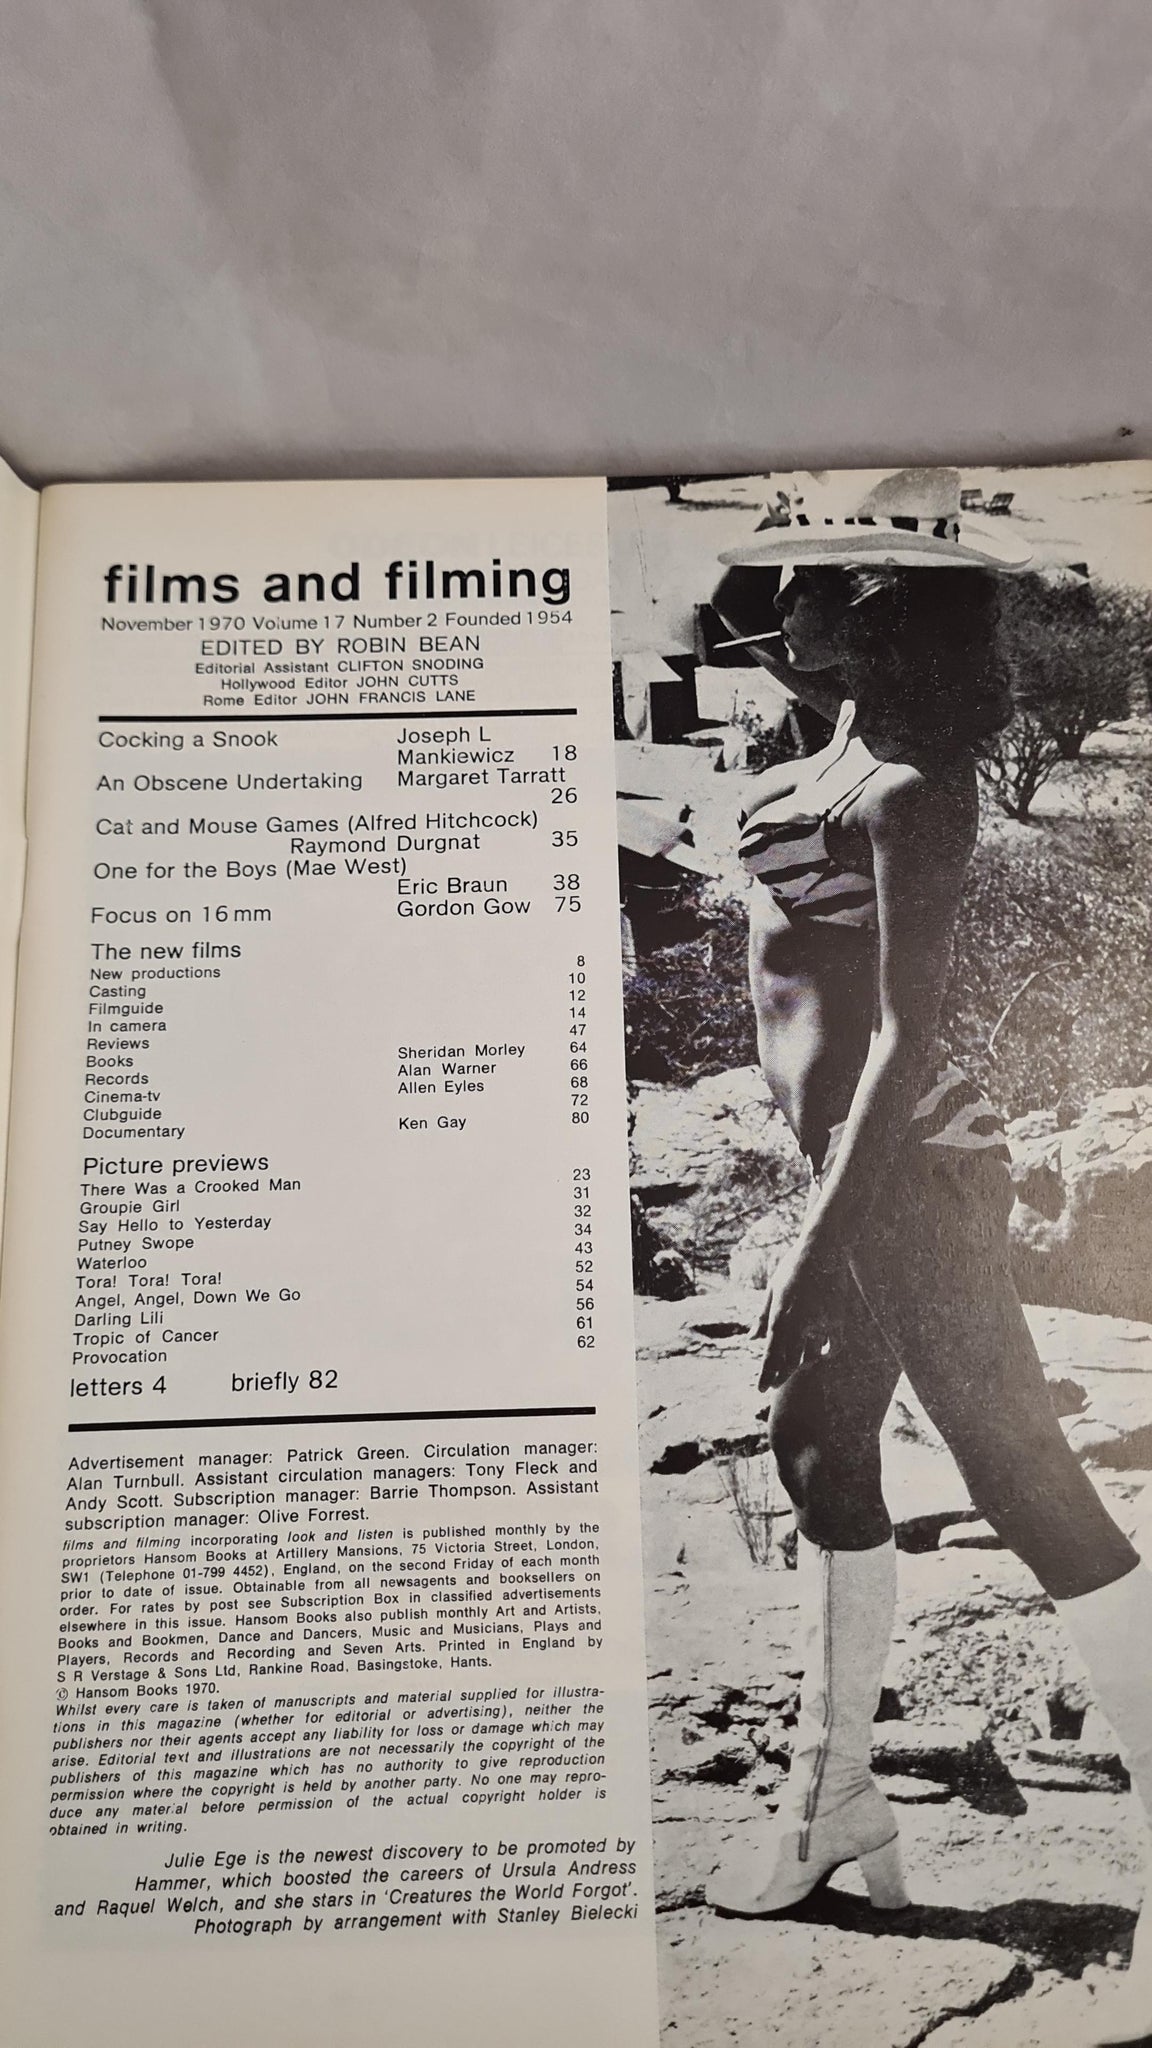 films and filming
November 1970 Volume 17 Number 2 Founded 1954
EDITED BY ROBIN BEAN
Editorial Assistant CLIFTON SNODING
Hollywood Editor JOHN CUTTS
Rome Editor JOHN FRANCIS LANE
Cocking a Snook Joseph L
Mankiewicz 18
An Obscene Undertaking Margaret Tarratt
26
Cat and Mouse Games (Alfred Hitchcock)
Raymond Durgnat 35
One for the Boys (Mae West)
Eric Braun 38
Focus on 16mm Gordon Gow 75
The new films
New productions 8
Casting 10
Filmguide 12
In camera 14
Reviews 47
Books Sheridan Morley 64
Records Alan Warner 66
Cinema-tv Allen Eyles 68
Clubguide 72
Documentary Ken Gay 80
Picture previews
There Was a Crooked Man 23
Groupie Girl 31
Say Hello to Yesterday 32
Putney Swope 34
Waterloo 43
Tora! Tora! Tora! 52
Angel, Angel, Down We Go 54
Darling Lili 56
Tropic of Cancer 61
Provocation 62
letters 4 briefly 82
Advertisement manager: Patrick Green. Circulation manager:
Alan Turnbull. Assistant circulation managers: Tony Fleck and
Andy Scott. Subscription manager: Barrie Thompson. Assistant
subscription manager: Olive Forrest.
films and filming incorporating look and listen is published monthly by the
proprietors Hansom Books at Artillery Mansions, 75 Victoria Street, London,
SW1 (Telephone 01-799 4452), England, on the second Friday of each month
prior to date of issue. Obtainable from all newsagents and booksellers on
order. For rates by post see Subscription Box in classified advertisements
elsewhere in this issue. Hansom Books also publish monthly Art and Artists,
Books and Bookmen, Dance and Dancers, Music and Musicians, Plays and
Players, Records and Recording and Seven Arts. Printed in England by
S R Verstage & Sons Ltd, Rankine Road, Basingstoke, Hants.
© Hansom Books 1970.
Whilst every care is taken of manuscripts and material supplied for illustra-
tions in this magazine (whether for editorial or advertising), neither the
publishers nor their agents accept any liability for loss or damage which may
arise. Editorial text and illustrations are not necessarily the copyright of the
publishers of this magazine which has no authority to give reproduction
permission where the copyright is held by another party. No one may repro-
duce any material before permission of the actual copyright holder is
obtained in writing.
Julie Ege is the newest discovery to be promoted by
Hammer, which boosted the careers of Ursula Andress
and Raquel Welch, and she stars in 'Creatures the World Forgot'.
Photograph by arrangement with Stanley Bielecki